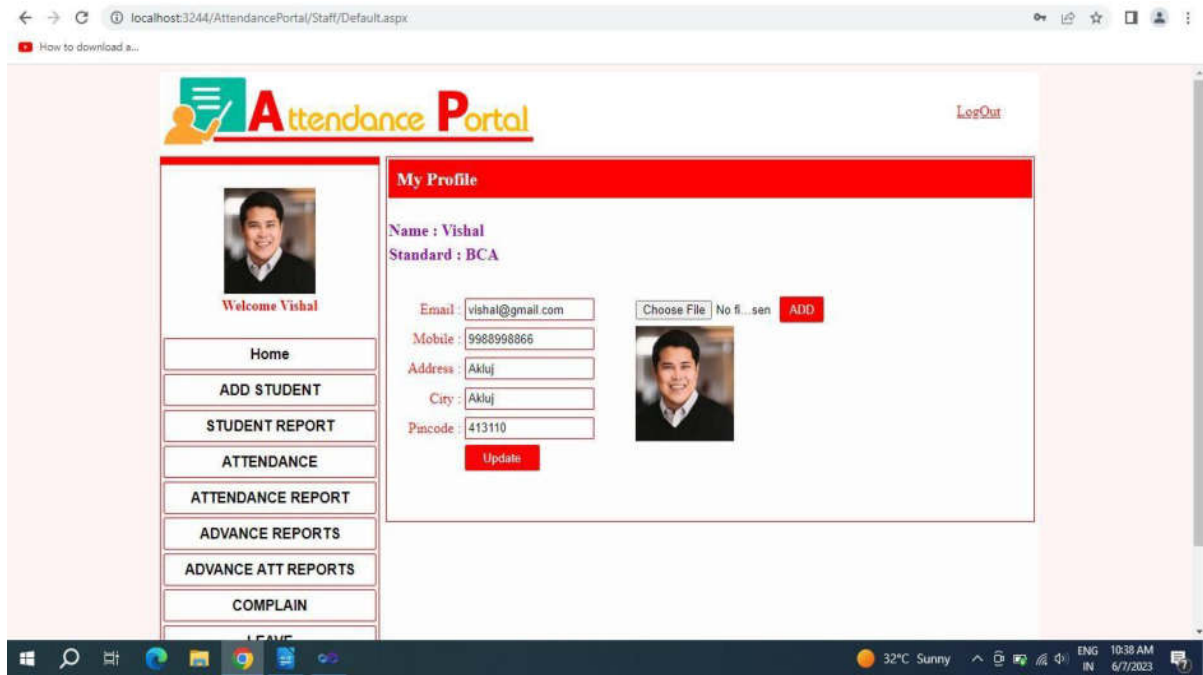 localhost:3244/AttendancePortal/Staff/Default.aspx
How to download a...
Attendance Portal
LogOut
Welcome Vishal
Home
ADD STUDENT
STUDENT REPORT
ATTENDANCE
ATTENDANCE REPORT
ADVANCE REPORTS
ADVANCE ATT REPORTS
COMPLAIN
LEAVE
My Profile
Name : Vishal
Standard : BCA
Email : vishal@gmail.com
Mobile : 9988998866
Address : Akluj
City : Akluj
Pincode : 413110
Update
Choose File No fi...sen ADD
32°C Sunny
ENG
IN
10:38 AM
6/7/2023